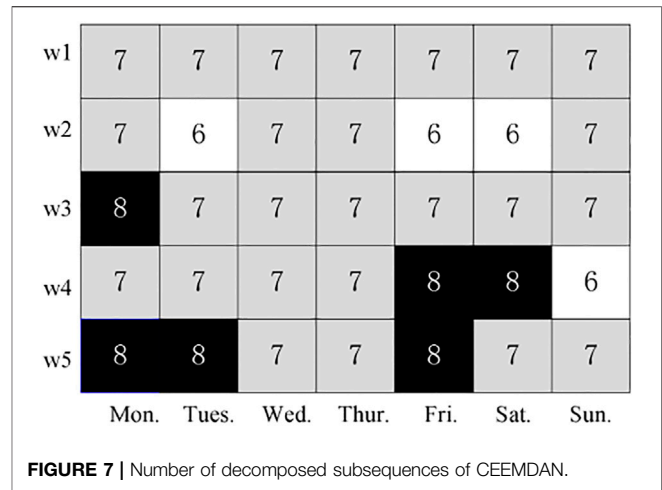 w1 7 7 7 7 7 7 7
w2 7 6 7 7 6 6 7
w3 8 7 7 7 7 7 7
w4 7 7 7 7 8 8 6
w5 8 8 7 7 8 7 7
Mon. Tues. Wed. Thur. Fri. Sat. Sun.
FIGURE 7 | Number of decomposed subsequences of CEEMDAN.